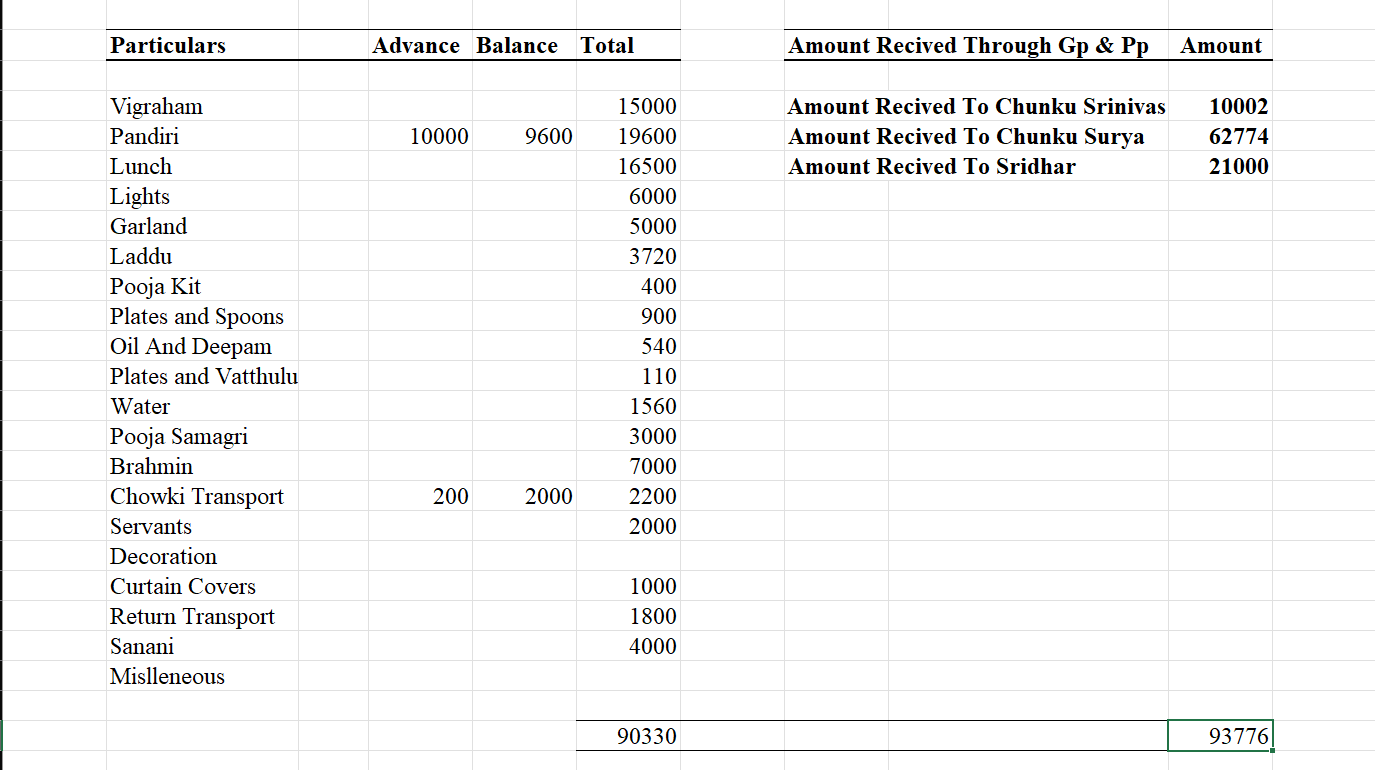 Particulars Advance Balance Total Amount Recived Through Gp & Pp Amount
Vigraham 15000 Amount Recived To Chunku Srinivas 10002
Pandiri 10000 9600 19600 Amount Recived To Chunku Surya 62774
Lunch 16500 Amount Recived To Sridhar 21000
Lights 6000
Garland 5000
Laddu 3720
Pooja Kit 400
Plates and Spoons 900
Oil And Deepam 540
Plates and Vatthulu 110
Water 1560
Pooja Samagri 3000
Brahmin 7000
Chowki Transport 200 2000 2200
Servants 2000
Decoration
Curtain Covers 1000
Return Transport 1800
Sanani 4000
Mislleneous
90330 93776